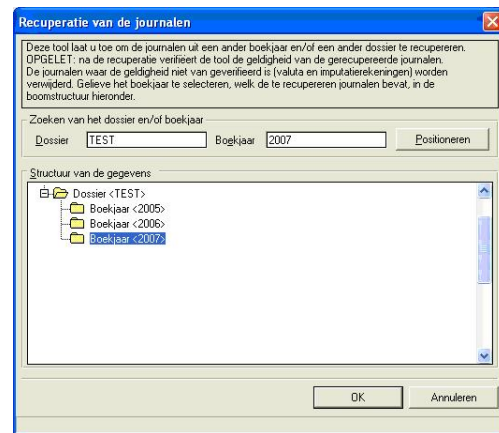 Recuperatie van de journalen
Deze tool laat u toe om de journalen uit een ander boekjaar en/of een ander dossier te recupereren.
OPGELET: na de recuperatie verifieert de tool de geldigheid van de gerecupereerde journalen.
De journalen waar de geldigheid niet van geverifieerd is (valuta en imputatierekeningen) worden
verwijderd. Gelieve het boekjaar te selecteren, welk de te recupereren journalen bevat, in de
boomstructuur hieronder.
Zoeken van het dossier en/of boekjaar
Dossier TEST Boekjaar 2007 Positioneren
Structuur van de gegevens
Dossier <TEST>
Boekjaar <2005>
Boekjaar <2006>
Boekjaar <2007>
OK Annuleren